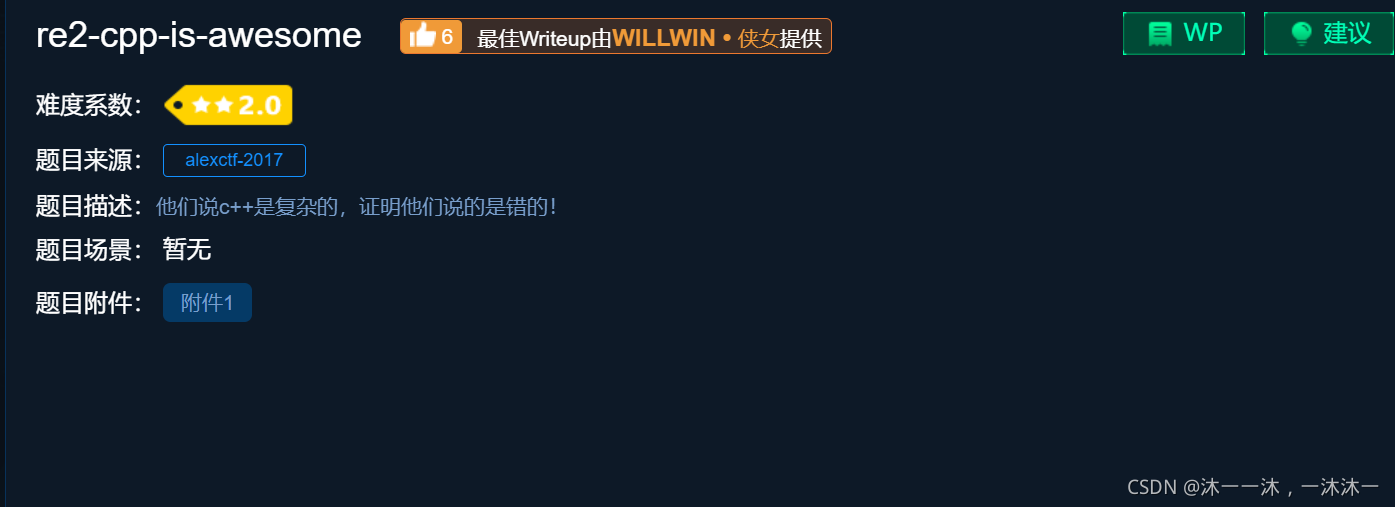 re2-cpp-is-awesome 6 最佳Writeup由WILLWIN • 侠女提供 WP 建议
难度系数： 2.0
题目来源： alexctf-2017
题目描述：他们说c++是复杂的，证明他们说的是错的！
题目场景： 暂无
题目附件： 附件1
CSDN @沐一一沐，一沐沐一